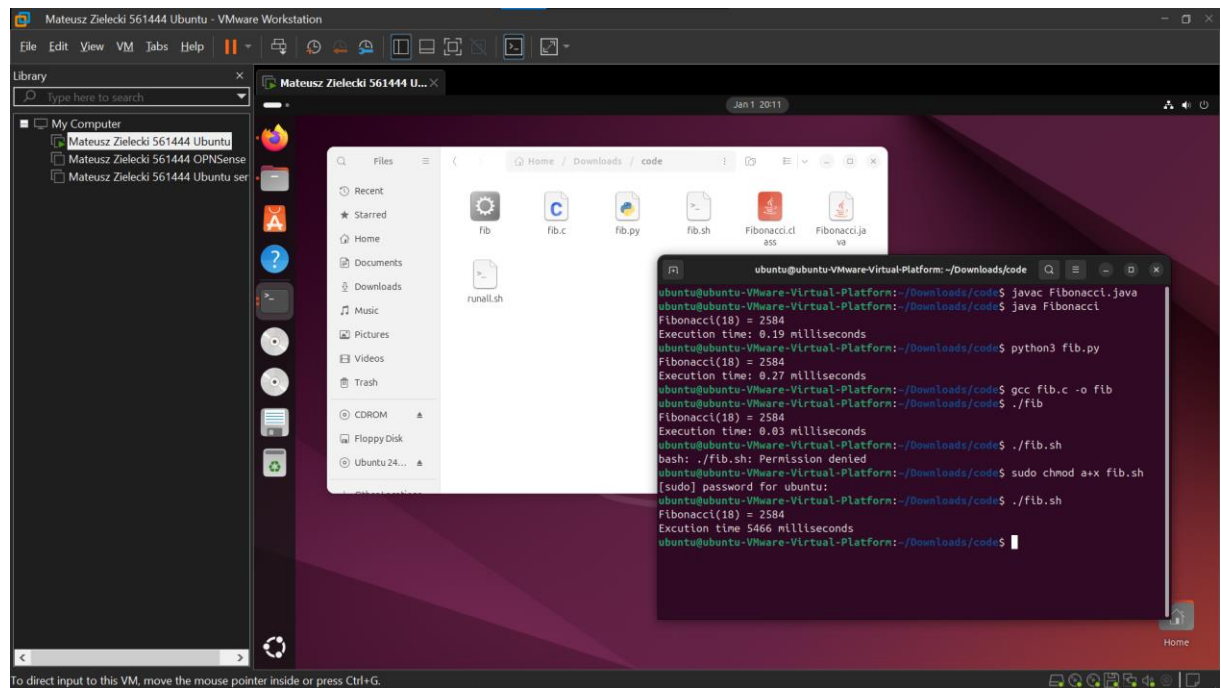 Mateusz Zielecki 561444 Ubuntu - VMware Workstation
File Edit View VM Tabs Help
Library
Type here to search
My Computer
Mateusz Zielecki 561444 Ubuntu
Mateusz Zielecki 561444 OPNSense
Mateusz Zielecki 561444 Ubuntu ser
Mateusz Zielecki 561444 U...
Jan 1 20:11
Files
Home / Downloads / code
Recent
Starred
Home
Documents
Downloads
Music
Pictures
Videos
Trash
CDROM
Floppy Disk
Ubuntu 24...
fib
fib.c
fib.py
fib.sh
Fibonacci.cl
ass
Fibonacci.ja
va
runall.sh
ubuntu@ubuntu-VMware-Virtual-Platform: ~/Downloads/code
ubuntu@ubuntu-VMware-Virtual-Platform:~/Downloads/code$ javac Fibonacci.java
ubuntu@ubuntu-VMware-Virtual-Platform:~/Downloads/code$ java Fibonacci
Fibonacci(18) = 2584
Execution time: 0.19 milliseconds
ubuntu@ubuntu-VMware-Virtual-Platform:~/Downloads/code$ python3 fib.py
Fibonacci(18) = 2584
Execution time: 0.27 milliseconds
ubuntu@ubuntu-VMware-Virtual-Platform:~/Downloads/code$ gcc fib.c -o fib
ubuntu@ubuntu-VMware-Virtual-Platform:~/Downloads/code$ ./fib
Fibonacci(18) = 2584
Execution time: 0.03 milliseconds
ubuntu@ubuntu-VMware-Virtual-Platform:~/Downloads/code$ ./fib.sh
bash: ./fib.sh: Permission denied
ubuntu@ubuntu-VMware-Virtual-Platform:~/Downloads/code$ sudo chmod a+x fib.sh
[sudo] password for ubuntu:
ubuntu@ubuntu-VMware-Virtual-Platform:~/Downloads/code$ ./fib.sh
Fibonacci(18) = 2584
Excution time 5466 milliseconds
ubuntu@ubuntu-VMware-Virtual-Platform:~/Downloads/code$
Home
To direct input to this VM, move the mouse pointer inside or press Ctrl+G.